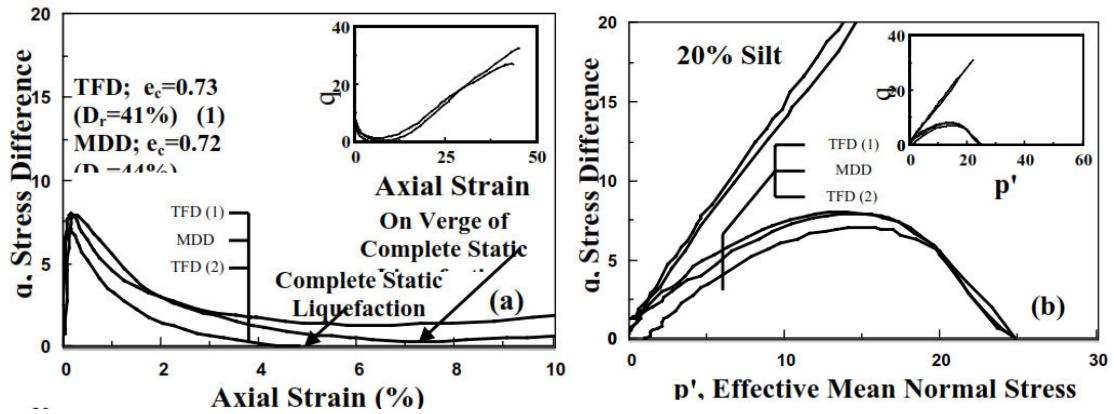 20
15
10
5
0
q, Stress Difference
TFD; ec=0.73
(Dr=41%) (1)
MDD; ec=0.72
40
20
0
q
0 25 50
Axial Strain
TFD (1)
MDD
TFD (2)
On Verge of
Complete Static
Complete Static
Liquefaction
(a)
0 2 4 6 8 10
Axial Strain (%)
20
15
10
5
0
q, Stress Difference
20% Silt
40
20
0
q
0 20 40 60
p'
TFD (1)
MDD
TFD (2)
(b)
0 10 20 30
p', Effective Mean Normal Stress